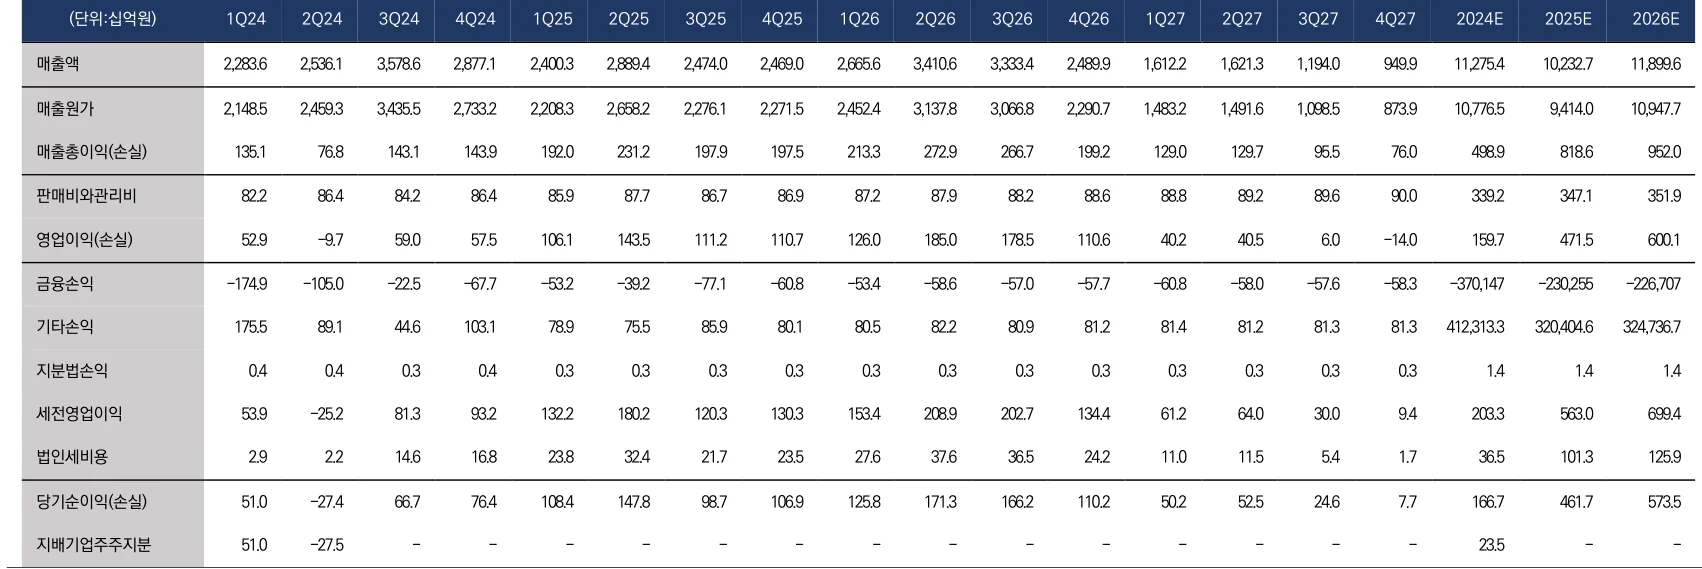 (단위:십억원) 1Q24 2Q24 3Q24 4Q24 1Q25 2Q25 3Q25 4Q25 1Q26 2Q26 3Q26 4Q26 1Q27 2Q27 3Q27 4Q27 2024E 2025E 2026E
매출액 2,283.6 2,536.1 3,578.6 2,877.1 2,400.3 2,889.4 2,474.0 2,469.0 2,665.6 3,410.6 3,333.4 2,489.9 1,612.2 1,621.3 1,194.0 949.9 11,275.4 10,232.7 11,899.6
매출원가 2,148.5 2,459.3 3,435.5 2,733.2 2,208.3 2,658.2 2,276.1 2,271.5 2,452.4 3,137.8 3,066.8 2,290.7 1,483.2 1,491.6 1,098.5 873.9 10,776.5 9,414.0 10,947.7
매출총이익(손실) 135.1 76.8 143.1 143.9 192.0 231.2 197.9 197.5 213.3 272.9 266.7 199.2 129.0 129.7 95.5 76.0 498.9 818.6 952.0
판매비와관리비 82.2 86.4 84.2 86.4 85.9 87.7 86.7 86.9 87.2 87.9 88.2 88.6 88.8 89.2 89.6 90.0 339.2 347.1 351.9
영업이익(손실) 52.9 -9.7 59.0 57.5 106.1 143.5 111.2 110.7 126.0 185.0 178.5 110.6 40.2 40.5 6.0 -14.0 159.7 471.5 600.1
금융손익 -174.9 -105.0 -22.5 -67.7 -53.2 -39.2 -77.1 -60.8 -53.4 -58.6 -57.0 -57.7 -60.8 -58.0 -57.6 -58.3 -370,147 -230,255 -226,707
기타손익 175.5 89.1 44.6 103.1 78.9 75.5 85.9 80.1 80.5 82.2 80.9 81.2 81.4 81.2 81.3 81.3 412,313.3 320,404.6 324,736.7
지분법손익 0.4 0.4 0.3 0.4 0.3 0.3 0.3 0.3 0.3 0.3 0.3 0.3 0.3 0.3 0.3 0.3 1.4 1.4 1.4
세전영업이익 53.9 -25.2 81.3 93.2 132.2 180.2 120.3 130.3 153.4 208.9 202.7 134.4 61.2 64.0 30.0 9.4 203.3 563.0 699.4
법인세비용 2.9 2.2 14.6 16.8 23.8 32.4 21.7 23.5 27.6 37.6 36.5 24.2 11.0 11.5 5.4 1.7 36.5 101.3 125.9
당기순이익(손실) 51.0 -27.4 66.7 76.4 108.4 147.8 98.7 106.9 125.8 171.3 166.2 110.2 50.2 52.5 24.6 7.7 166.7 461.7 573.5
지배기업주주지분 51.0 -27.5 - - - - - - - - - - - - - - 23.5 - -